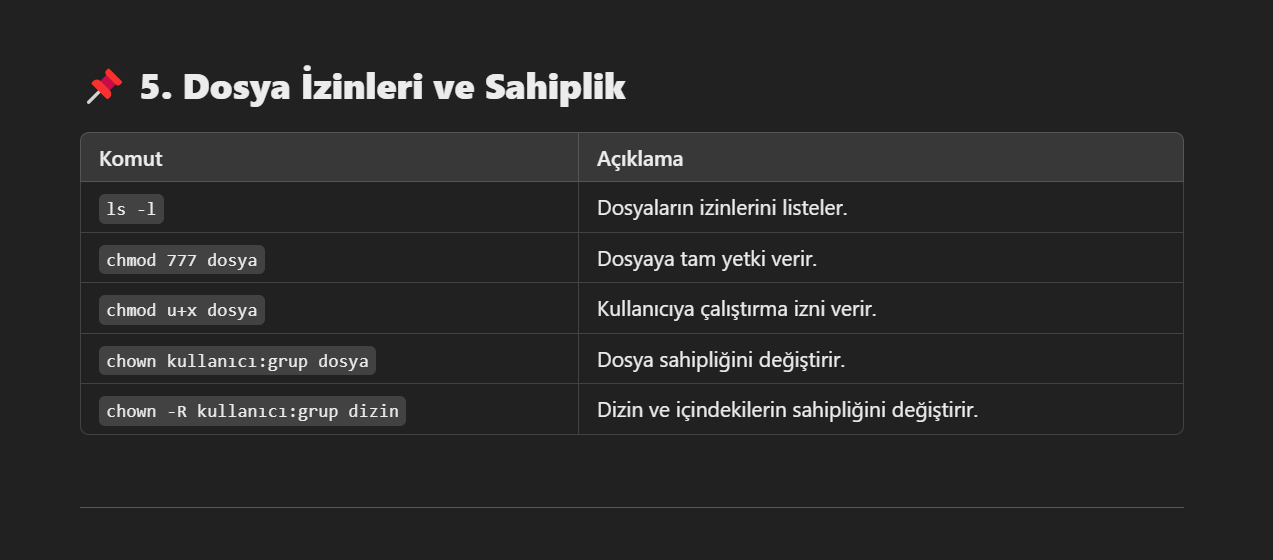 📌 5. Dosya İzinleri ve Sahiplik
Komut Açıklama
ls -l Dosyaların izinlerini listeler.
chmod 777 dosya Dosyaya tam yetki verir.
chmod u+x dosya Kullanıcıya çalıştırma izni verir.
chown kullanıcı:grup dosya Dosya sahipliğini değiştirir.
chown -R kullanıcı:grup dizin Dizin ve içindekilerin sahipliğini değiştirir.